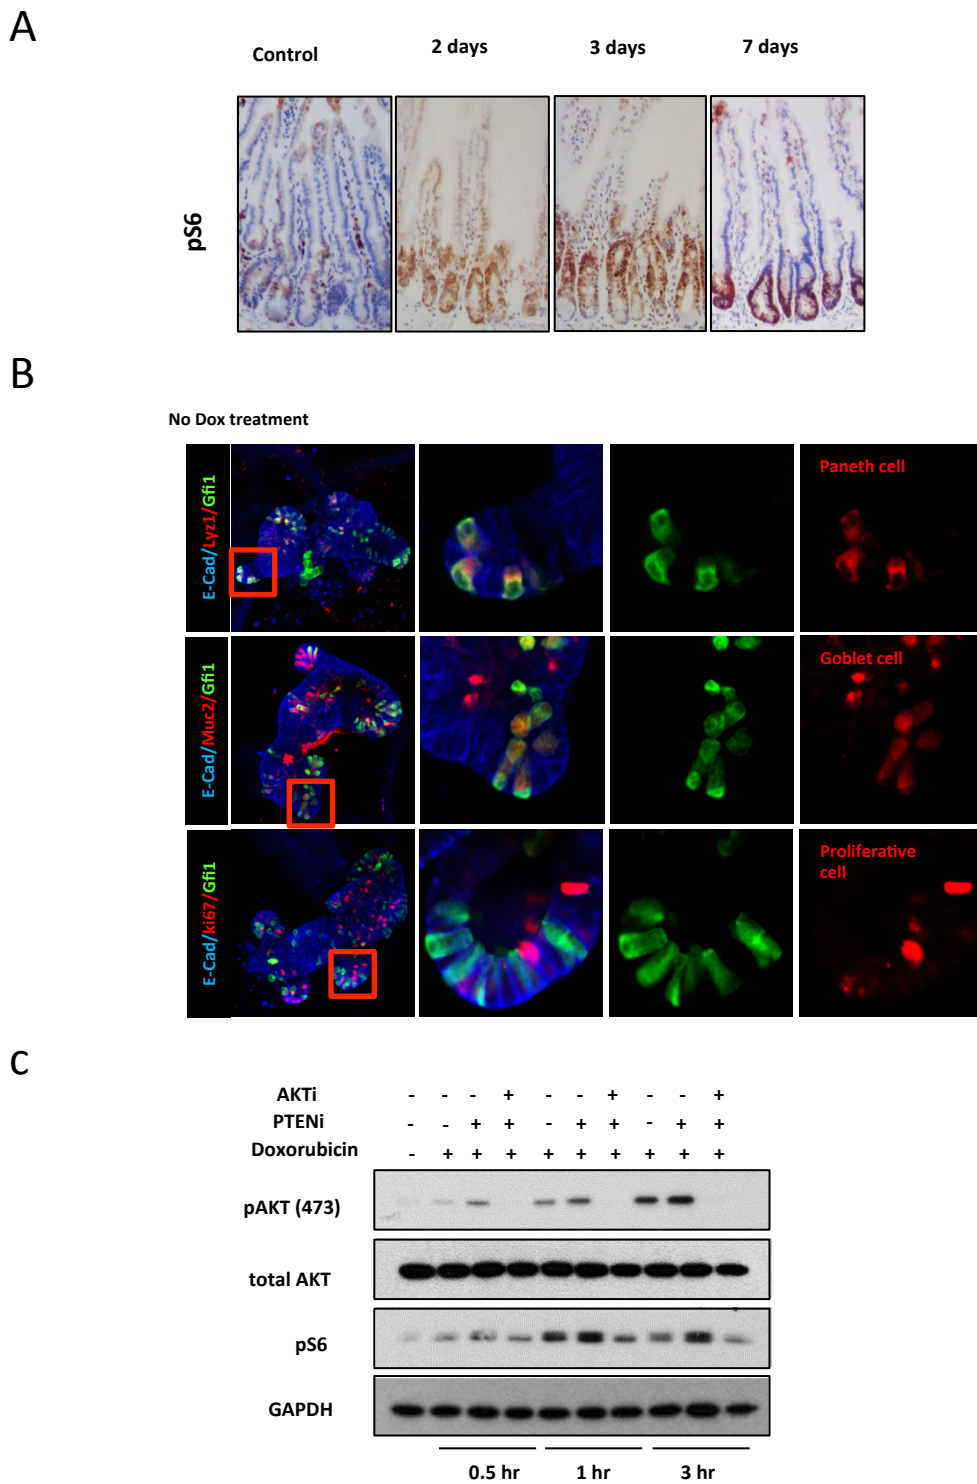 A
Control 2 days 3 days 7 days
pS6
B
No Dox treatment
E-Cad/Lyz1/Gfi1
Paneth cell
E-Cad/Muc2/Gfi1
Goblet cell
E-Cad/ki67/Gfi1
Proliferative
cell
C
AKTi - - - + - - + - - +
PTENi - - + + - + + - + +
Doxorubicin - + + + + + + + + +
pAKT (473)
total AKT
pS6
GAPDH
0.5 hr 1 hr 3 hr